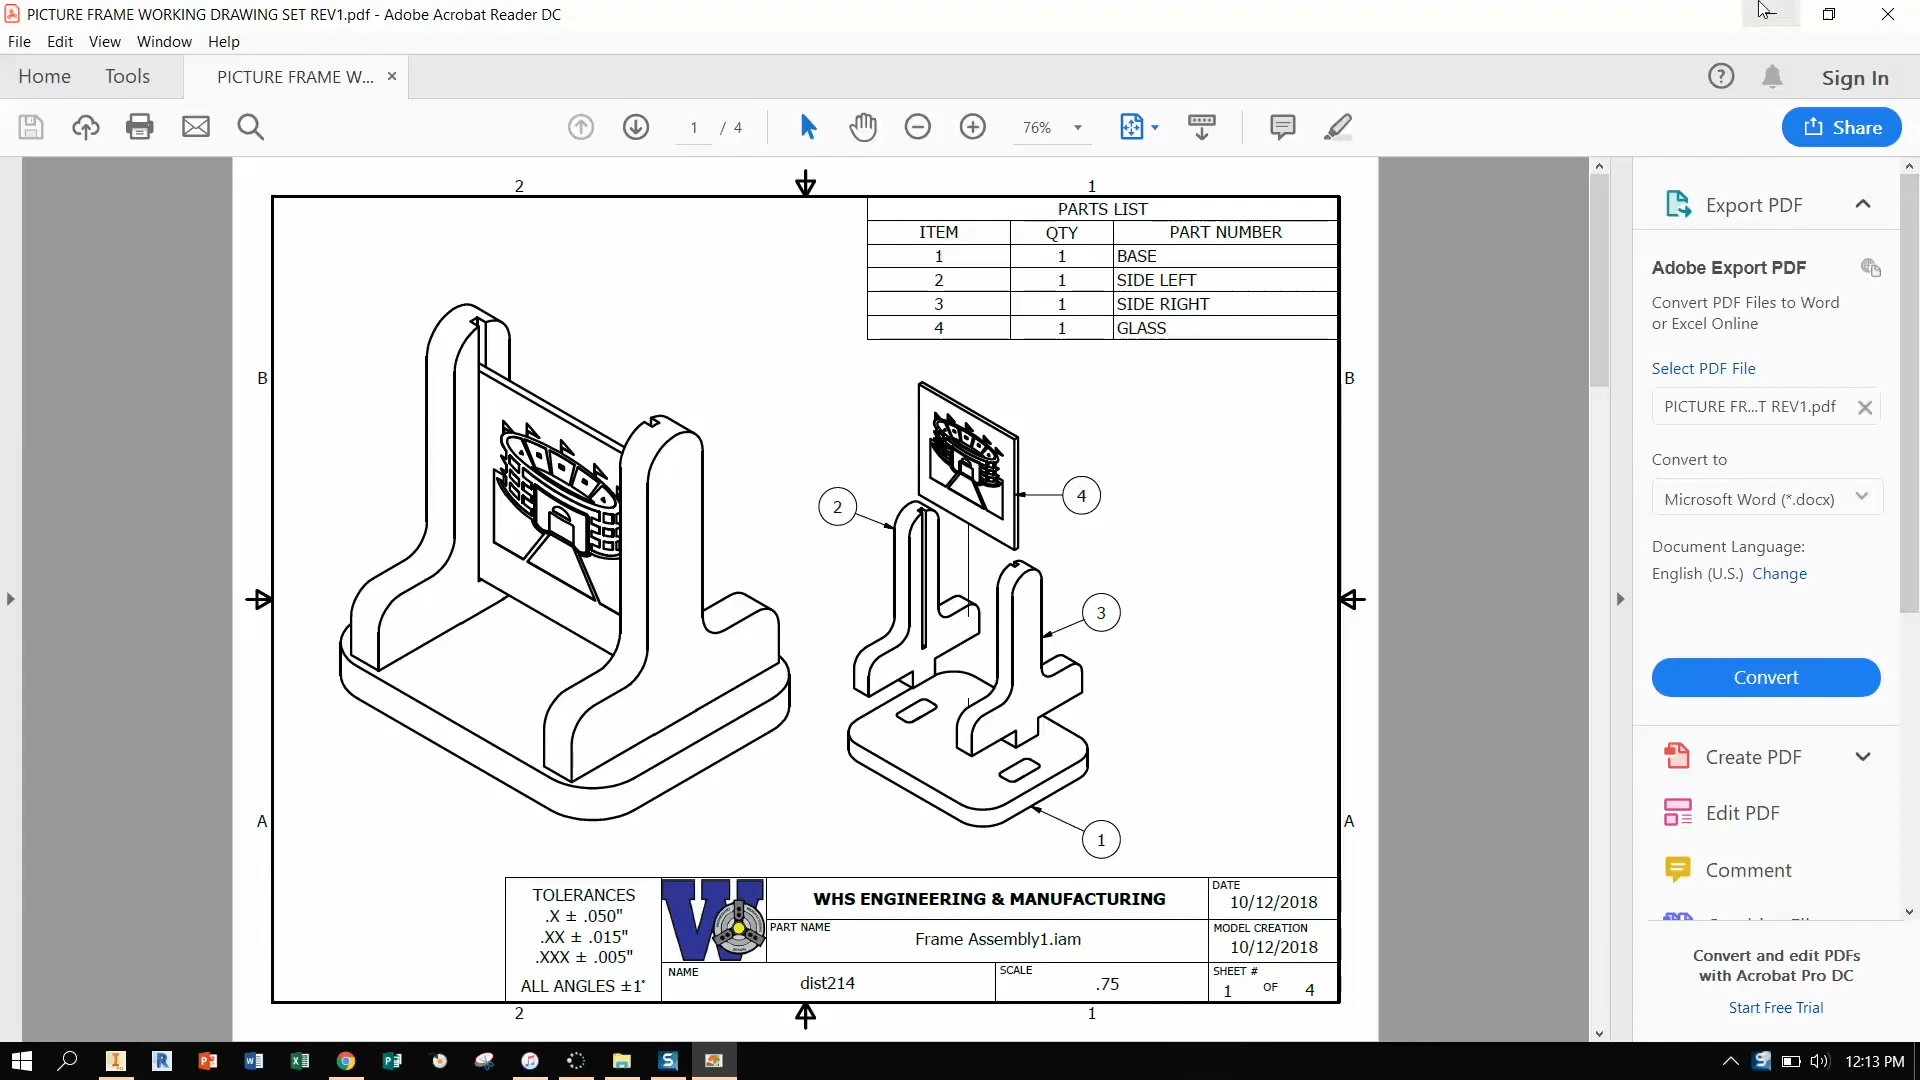 PICTURE FRAME WORKING DRAWING SET REV1.pdf - Adobe Acrobat Reader DC
File Edit View Window Help
Home Tools PICTURE FRAME W... Sign In
1 / 4 76% Share
2 1
PARTS LIST
ITEM QTY PART NUMBER
1 1 BASE
2 1 SIDE LEFT
3 1 SIDE RIGHT
4 1 GLASS
B B
4
2
3
A A
1
TOLERANCES
.X ± .050"
.XX ± .015"
.XXX ± .005"
ALL ANGLES ±1°
W
WHS ENGINEERING & MANUFACTURING
DATE
10/12/2018
PART NAME
Frame Assembly1.iam
MODEL CREATION
10/12/2018
NAME
dist214
SCALE
.75
SHEET #
1 OF 4
2 1
Export PDF
Adobe Export PDF
Convert PDF Files to Word
or Excel Online
Select PDF File
PICTURE FR...T REV1.pdf
Convert to
Microsoft Word (*.docx)
Document Language:
English (U.S.) Change
Convert
Create PDF
Edit PDF
Comment
Convert and edit PDFs
with Acrobat Pro DC
Start Free Trial
12:13 PM